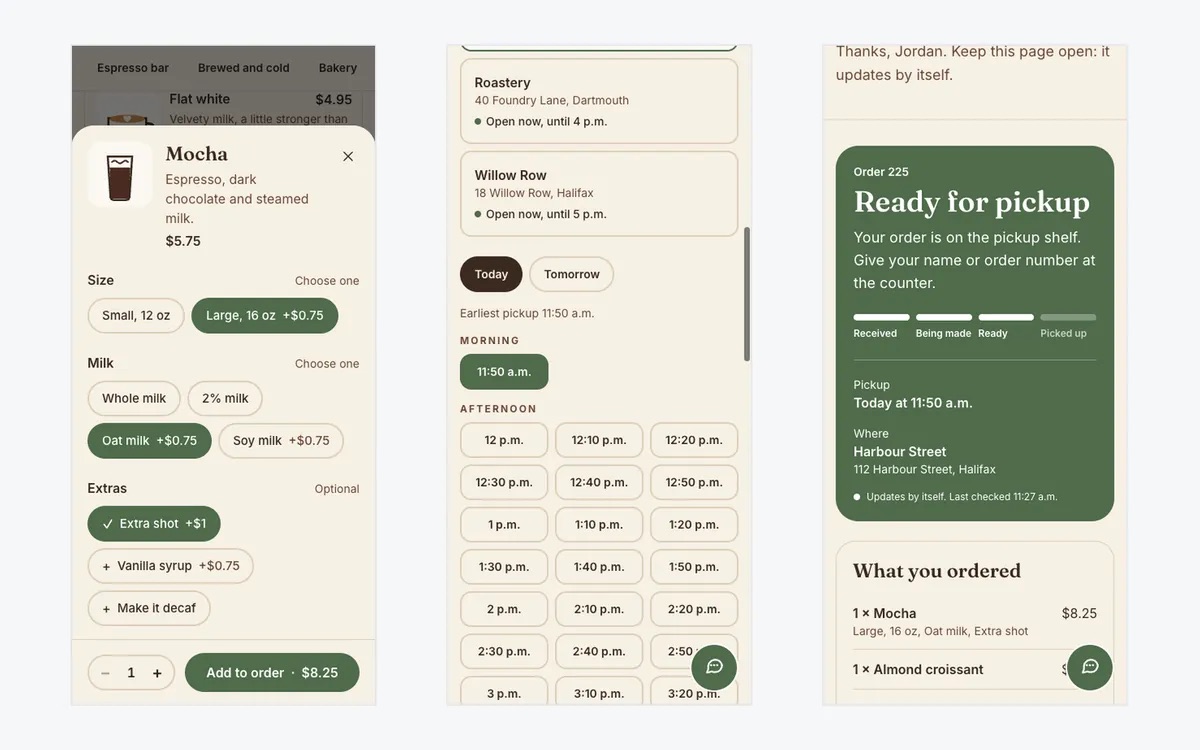 Espresso bar Brewed and cold Bakery
Flat white $4.95
Velvety milk, a little stronger than
Mocha
Espresso, dark
chocolate and steamed
milk.
$5.75
Size Choose one
Small, 12 oz Large, 16 oz +$0.75
Milk Choose one
Whole milk 2% milk
Oat milk +$0.75 Soy milk +$0.75
Extras Optional
✓ Extra shot +$1
+ Vanilla syrup +$0.75
+ Make it decaf
− 1 + Add to order · $8.25
Roastery
40 Foundry Lane, Dartmouth
Open now, until 4 p.m.
Willow Row
18 Willow Row, Halifax
Open now, until 5 p.m.
Today Tomorrow
Earliest pickup 11:50 a.m.
MORNING
11:50 a.m.
AFTERNOON
12 p.m. 12:10 p.m. 12:20 p.m.
12:30 p.m. 12:40 p.m. 12:50 p.m.
1 p.m. 1:10 p.m. 1:20 p.m.
1:30 p.m. 1:40 p.m. 1:50 p.m.
2 p.m. 2:10 p.m. 2:20 p.m.
2:30 p.m. 2:40 p.m. 2:50
3 p.m. 3:10 p.m. 3:20 p.m.
Thanks, Jordan. Keep this page open: it
updates by itself.
Order 225
Ready for pickup
Your order is on the pickup shelf.
Give your name or order number at
the counter.
Received Being made Ready Picked up
Pickup
Today at 11:50 a.m.
Where
Harbour Street
112 Harbour Street, Halifax
Updates by itself. Last checked 11:27 a.m.
What you ordered
1 × Mocha $8.25
Large, 16 oz, Oat milk, Extra shot
1 × Almond croissant